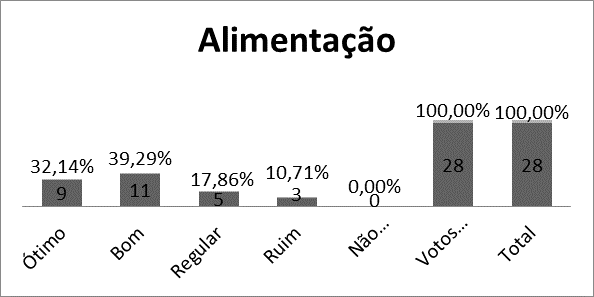 Alimentação
100,00% 100,00%
32,14% 39,29% 17,86% 10,71% 0,00%
9 11 5 3 0 28 28
Ótimo Bom Regular Ruim Não... Votos... Total